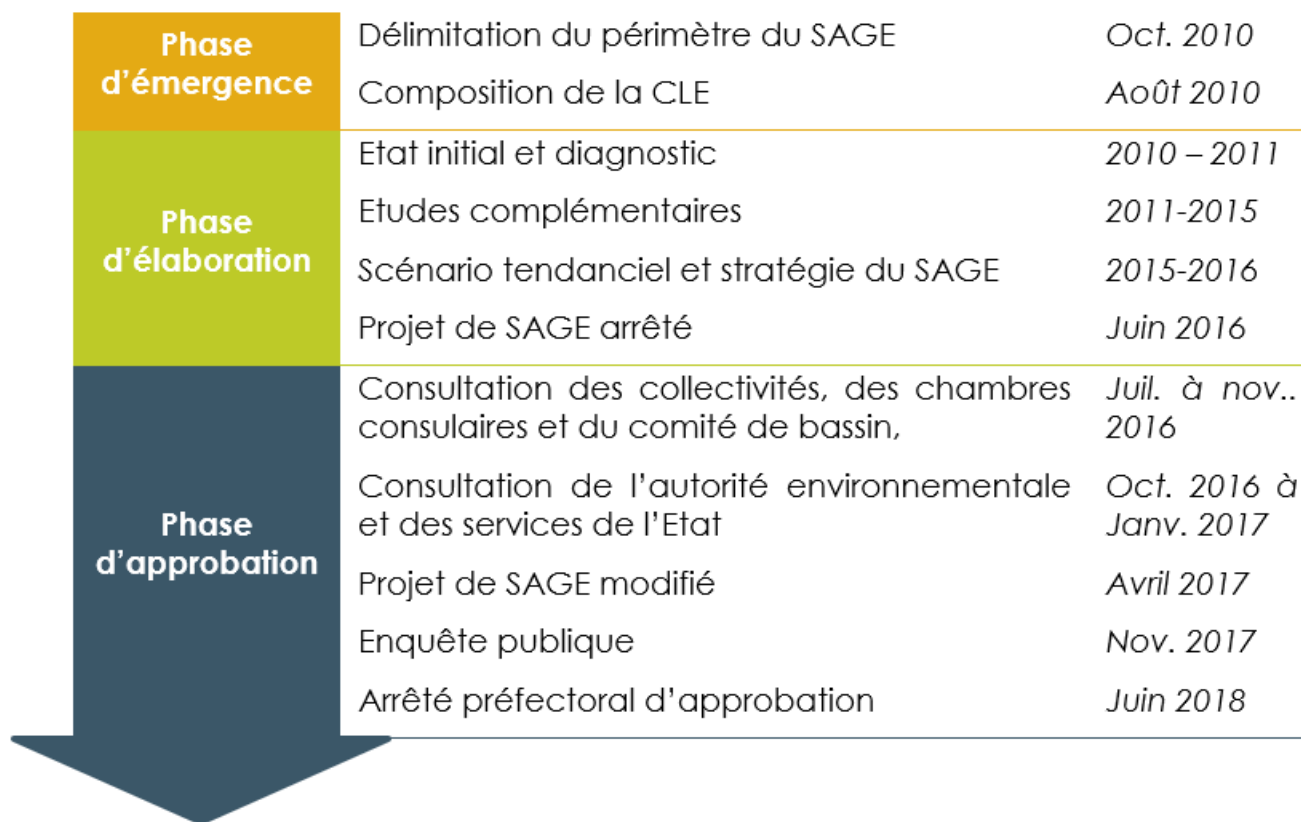 Phase
d’émergence
Délimitation du périmètre du SAGE Oct. 2010
Composition de la CLE Août 2010
Phase
d’élaboration
Etat initial et diagnostic 2010 – 2011
Etudes complémentaires 2011-2015
Scénario tendanciel et stratégie du SAGE 2015-2016
Projet de SAGE arrêté Juin 2016
Phase
d’approbation
Consultation des collectivités, des chambres Juil. à nov..
consulaires et du comité de bassin, 2016
Consultation de l’autorité environnementale Oct. 2016 à
et des services de l’Etat Janv. 2017
Projet de SAGE modifié Avril 2017
Enquête publique Nov. 2017
Arrêté préfectoral d’approbation Juin 2018